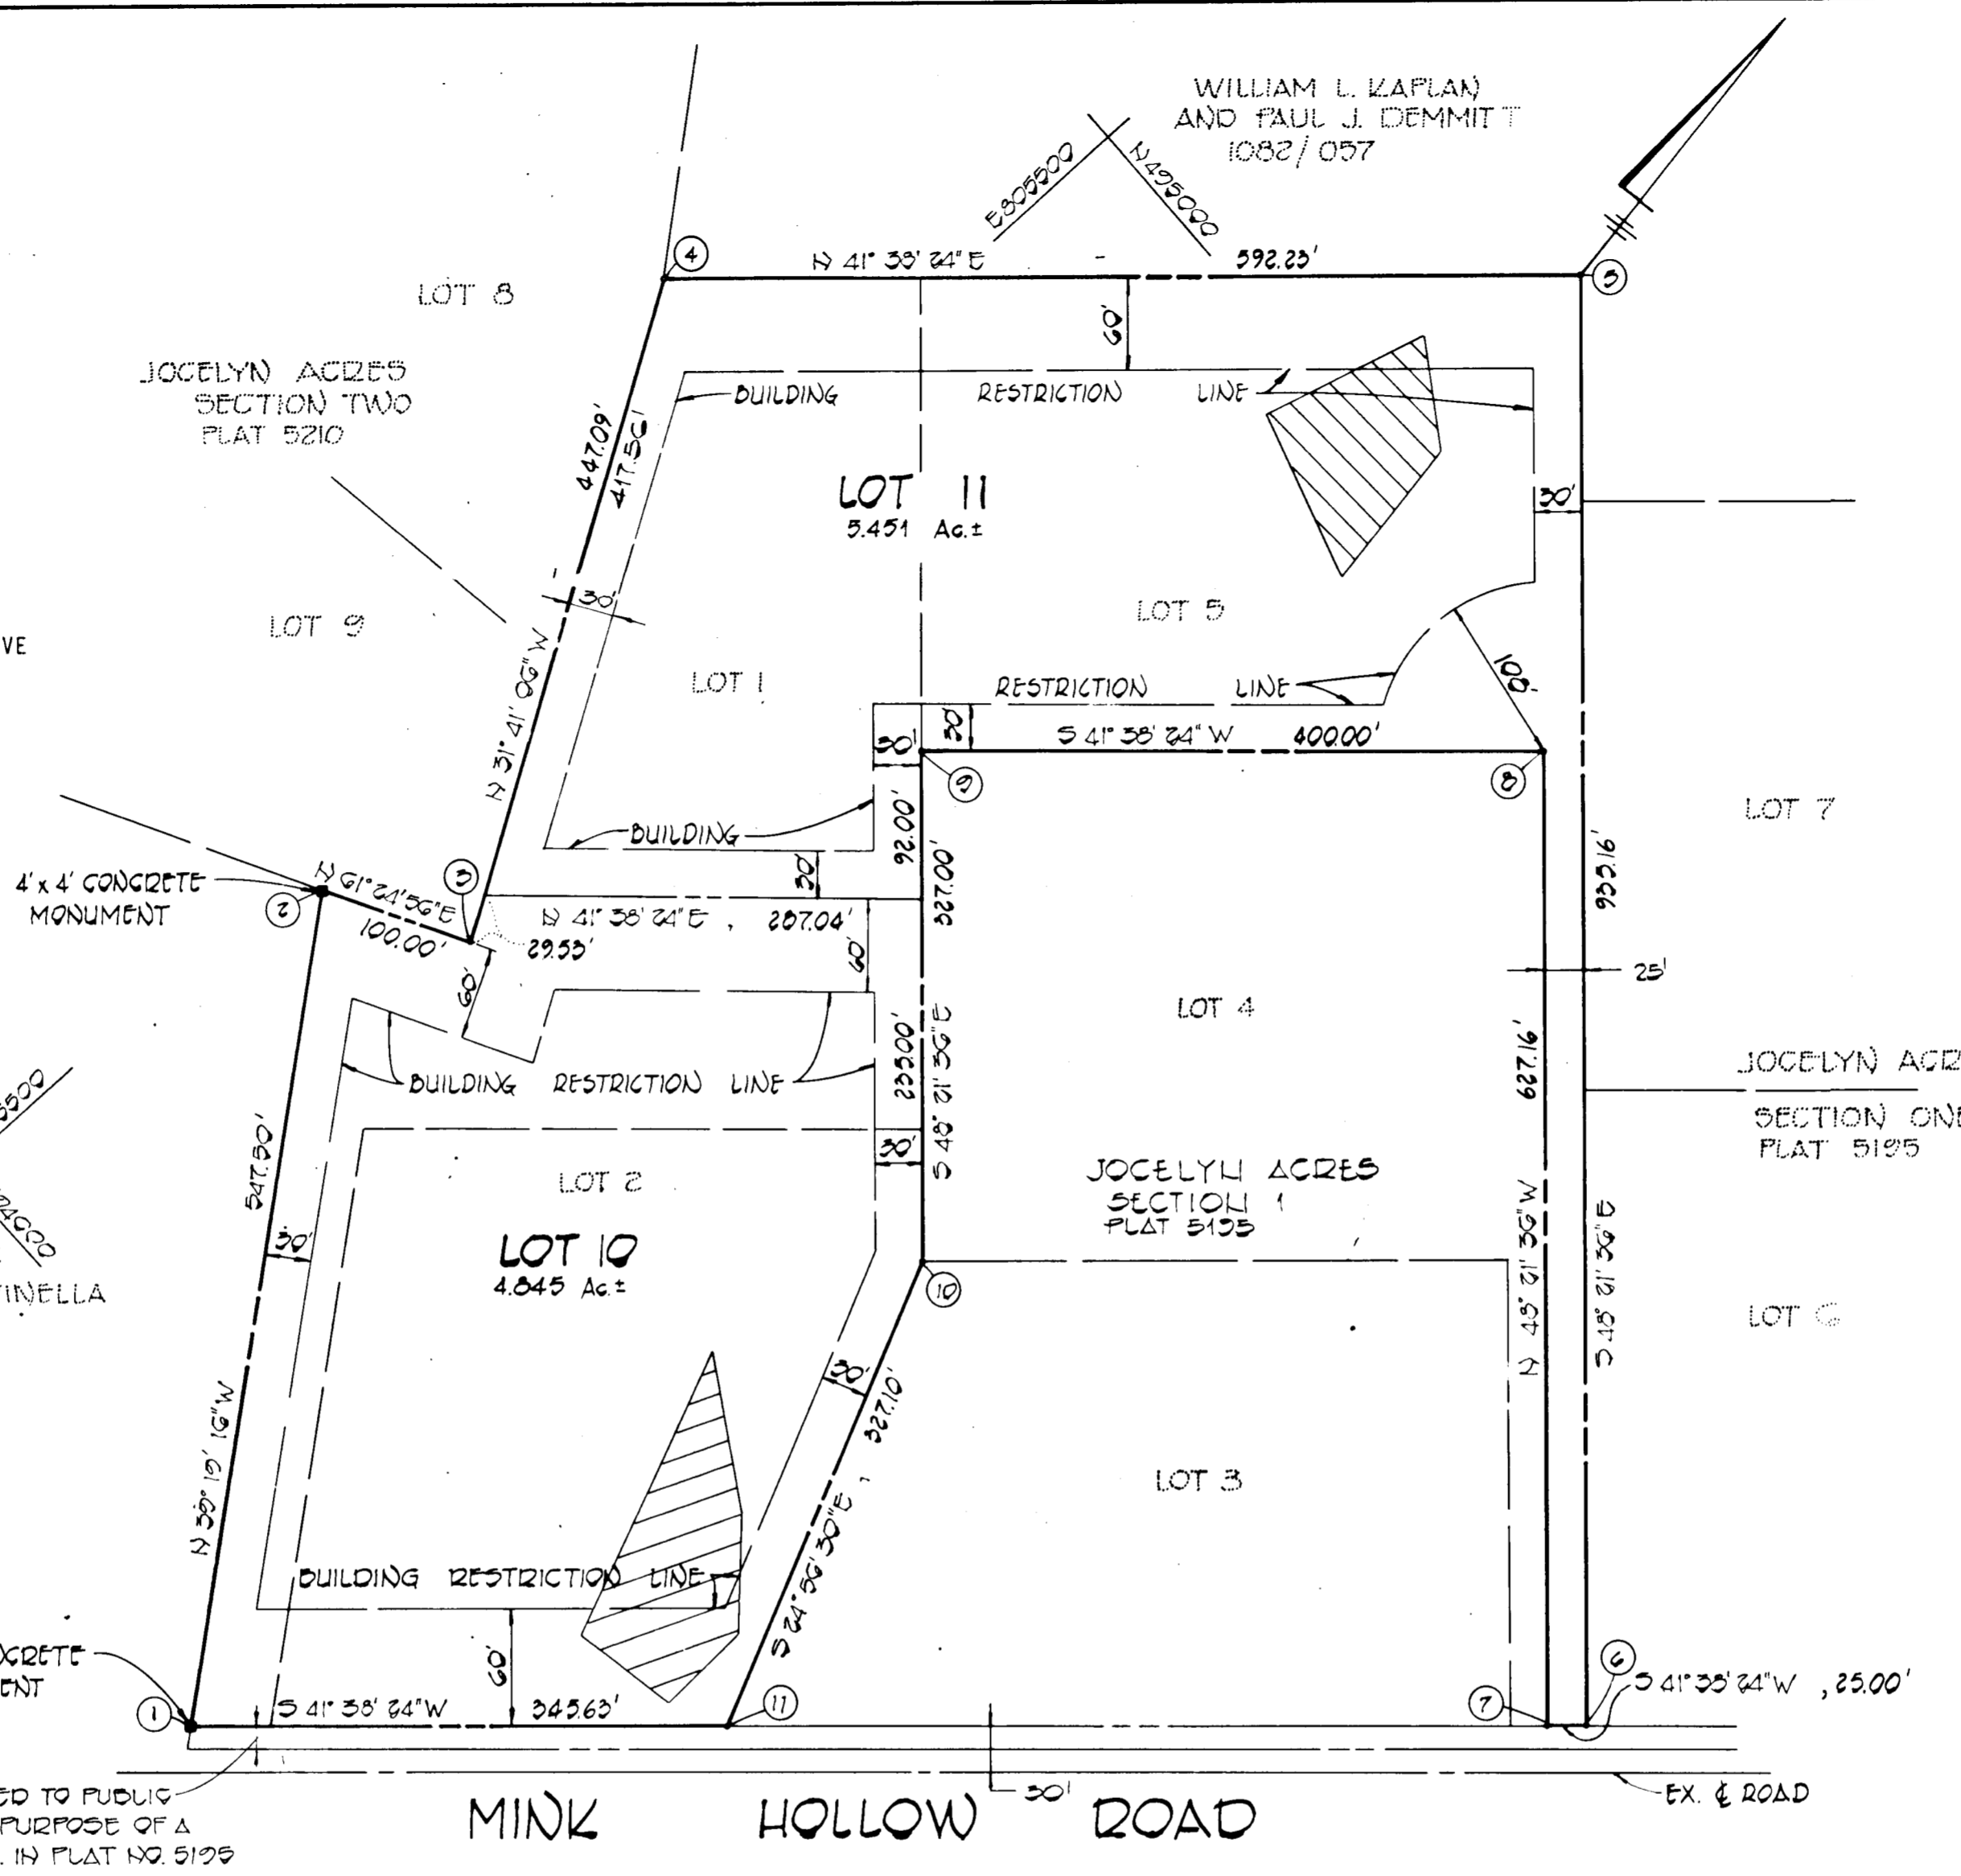 WILLIAM L. KAPLAN
AND PAUL J. DEMMITT
1082/057
E805500
N495000
4
N 41° 38' 24" E
592.23'
5
LOT 8
60'
JOCELYN ACRES
SECTION TWO
PLAT 5210
BUILDING RESTRICTION LINE
447.09'
417.56'
LOT 11
5.451 Ac.±
30'
30'
LOT 9
LOT 5
VE
LOT 1
100'
N 31° 41' 06" W
RESTRICTION LINE
30'
30'
S 41° 38' 24" W 400.00'
9
8
LOT 7
BUILDING
92.00'
327.00'
4' x 4' CONCRETE
MONUMENT
2
N 61° 24' 56" E
100.00'
3
30'
N 41° 38' 24" E, 287.04'
29.53'
60'
60'
25'
LOT 4
235.00'
S 48° 21' 36" E
BUILDING RESTRICTION LINE
JOCELYN ACR
SECTION ONE
PLAT 5195
5500
547.50'
30'
LOT 2
JOCELYN ACRES
SECTION 1
PLAT 5195
N 48° 21' 36" W
S 48° 21' 36" E
LOT 10
4.845 Ac.±
30'
TINELLA
10
LOT 6
30'
327.10'
N 39° 19' 16" W
LOT 3
BUILDING RESTRICTION LINE
S 24° 56' 30" E,
CRETE
ENT
60'
1
S 41° 38' 24" W 345.63'
11
7
6
S 41° 38' 24" W, 25.00'
ED TO PUBLIC
PURPOSE OF A
. IN PLAT NO. 5195
30'
MINK HOLLOW ROAD
EX. ℄ ROAD